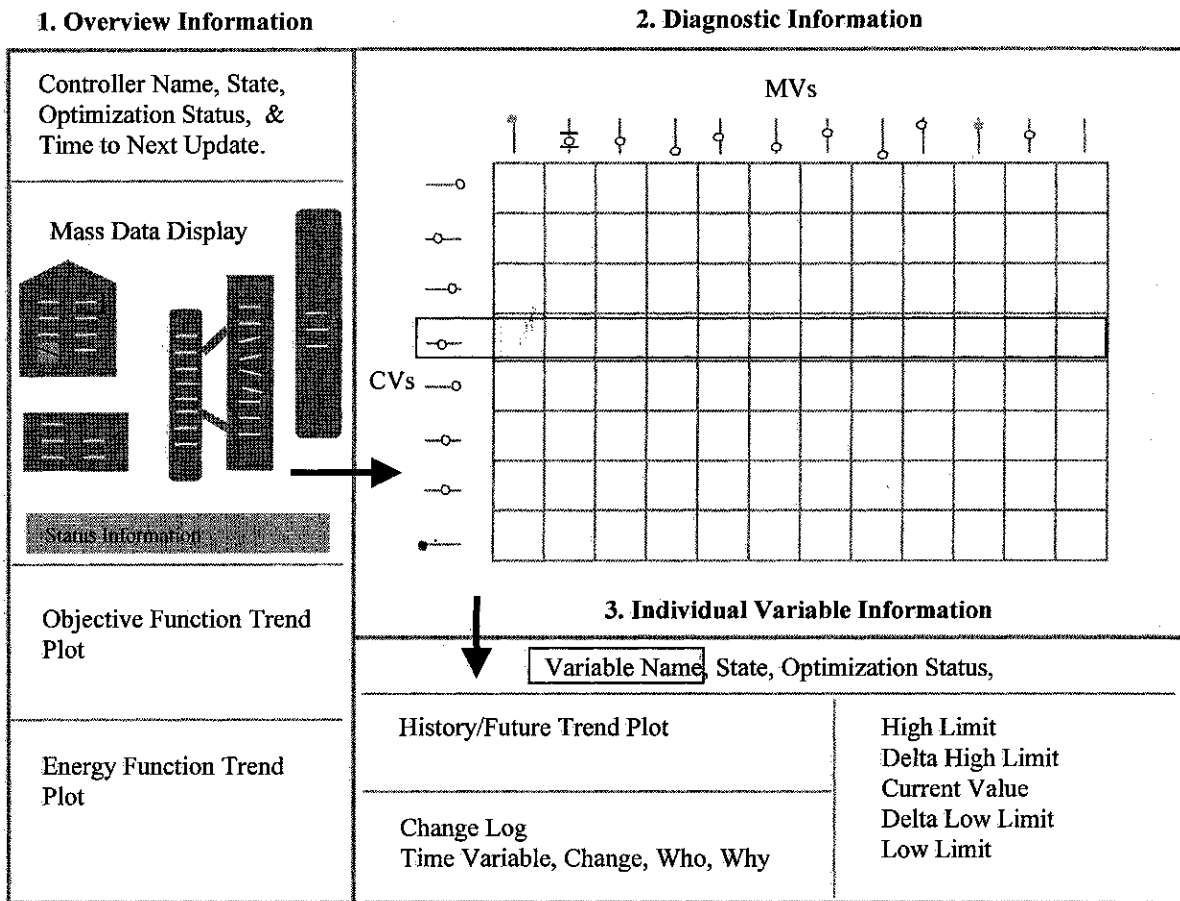 1. Overview Information
2. Diagnostic Information
Controller Name, State,
Optimization Status, &
Time to Next Update.
Mass Data Display
Status Information
Objective Function Trend
Plot
Energy Function Trend
Plot
MVs
CVs
3. Individual Variable Information
Variable Name, State, Optimization Status,
History/Future Trend Plot
Change Log
Time Variable, Change, Who, Why
High Limit
Delta High Limit
Current Value
Delta Low Limit
Low Limit